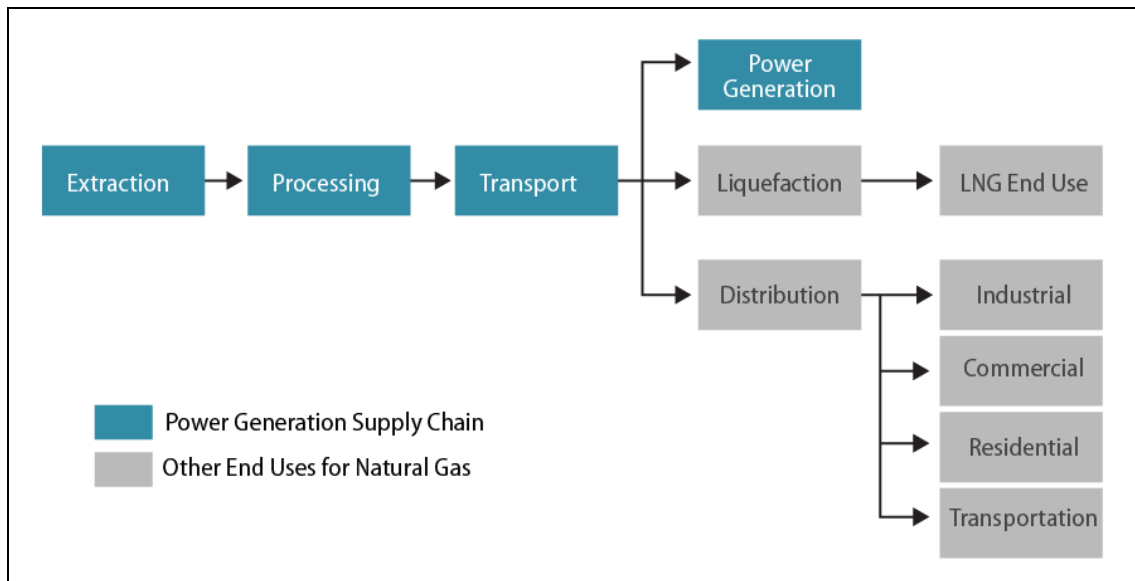 Power
Generation
Extraction
Processing
Transport
Liquefaction
LNG End Use
Distribution
Industrial
Commercial
Residential
Transportation
Power Generation Supply Chain
Other End Uses for Natural Gas